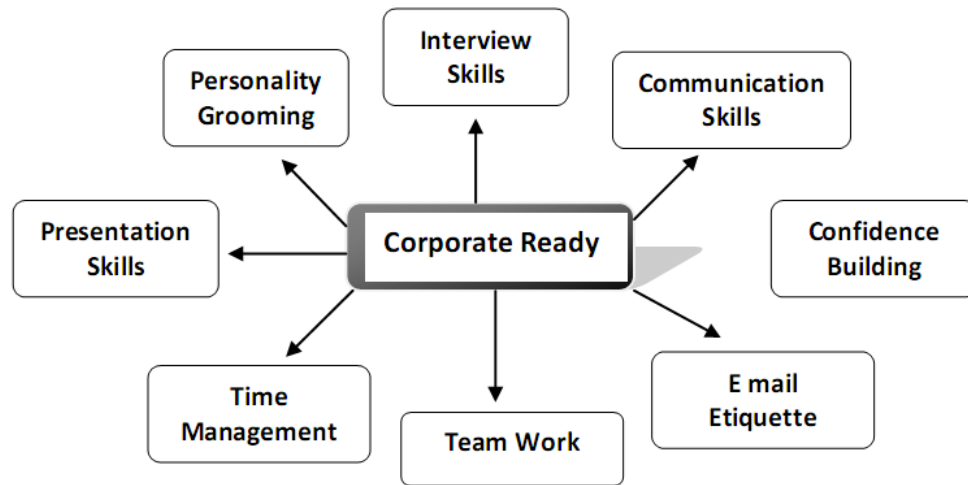 Interview
Skills
Personality
Grooming
Communication
Skills
Presentation
Skills
Corporate Ready
Confidence
Building
Time
Management
Team Work
E mail
Etiquette